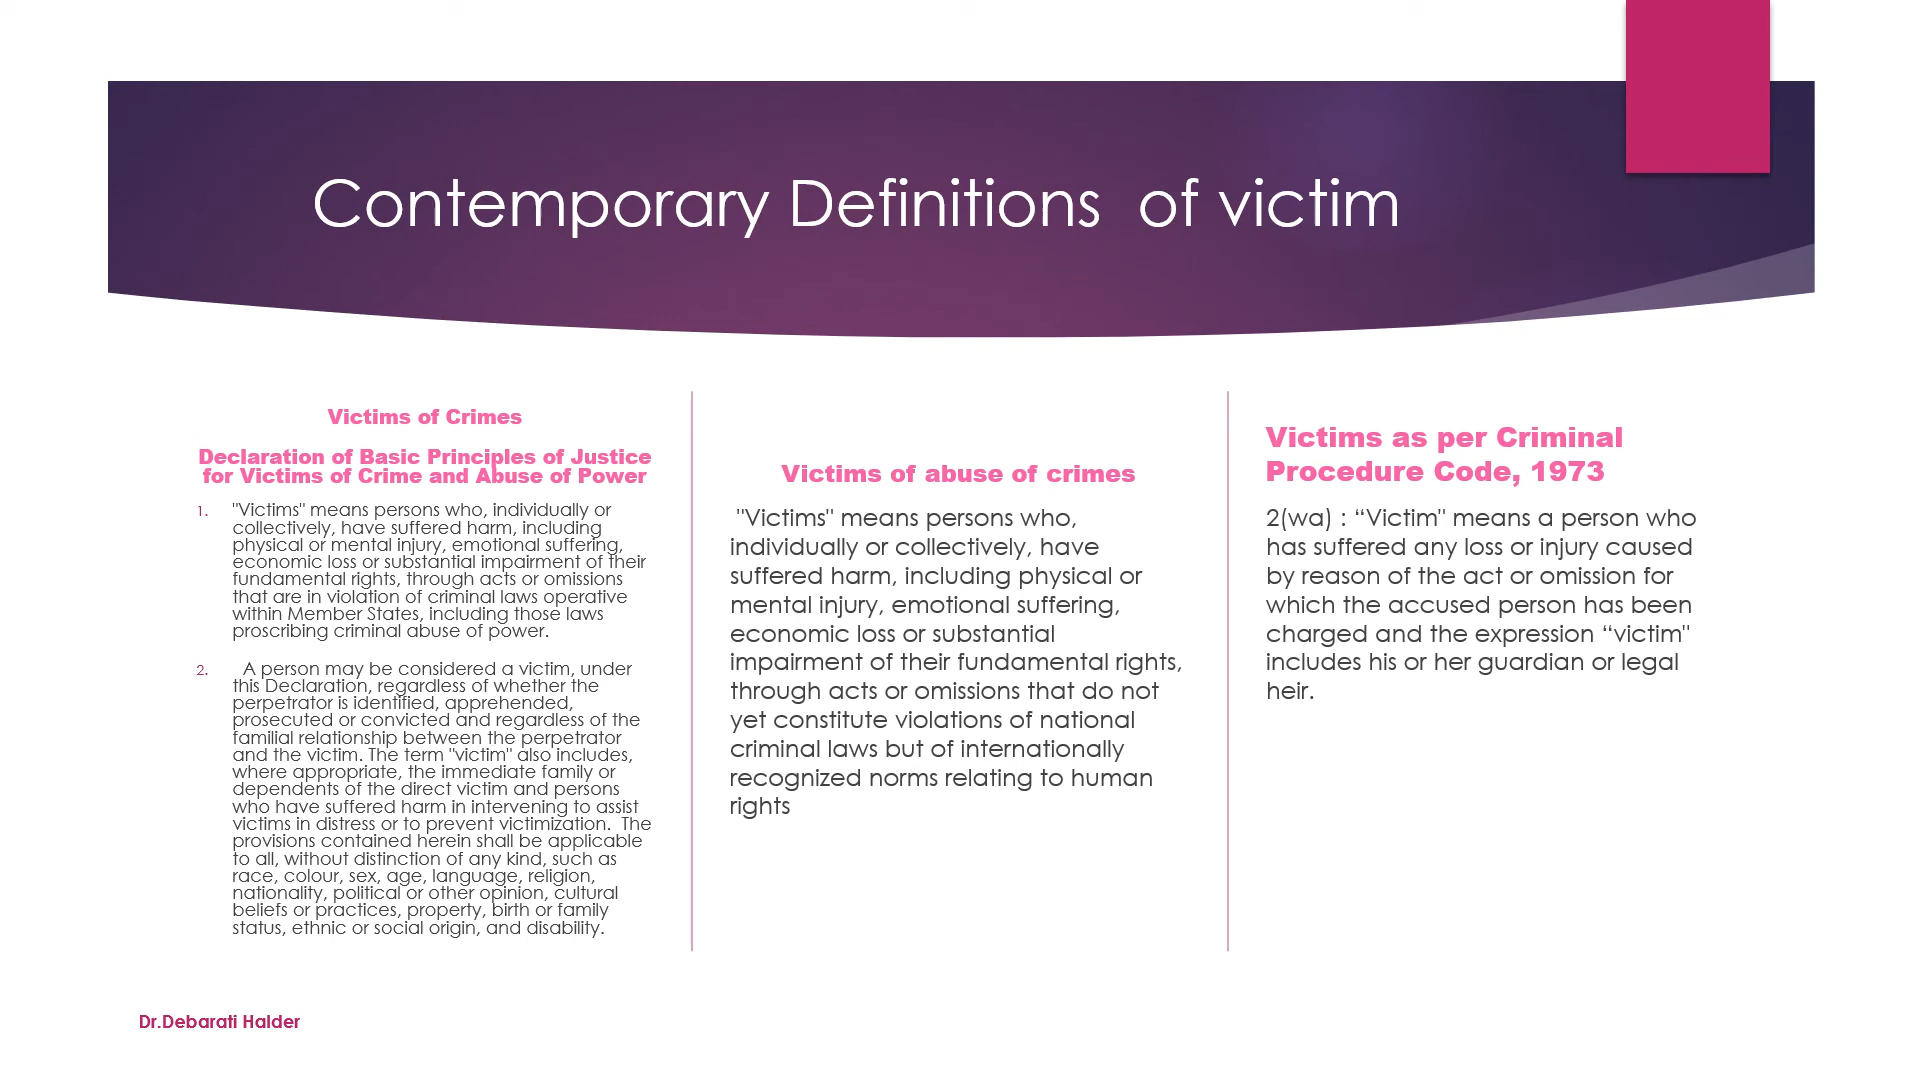 Contemporary Definitions  of victim
Victims of Crimes
Declaration of Basic Principles of Justice
for Victims of Crime and Abuse of Power
1. "Victims" means persons who, individually or
collectively, have suffered harm, including
physical or mental injury, emotional suffering,
economic loss or substantial impairment of their
fundamental rights, through acts or omissions
that are in violation of criminal laws operative
within Member States, including those laws
proscribing criminal abuse of power.
2. A person may be considered a victim, under
this Declaration, regardless of whether the
perpetrator is identified, apprehended,
prosecuted or convicted and regardless of the
familial relationship between the perpetrator
and the victim. The term "victim" also includes,
where appropriate, the immediate family or
dependents of the direct victim and persons
who have suffered harm in intervening to assist
victims in distress or to prevent victimization.  The
provisions contained herein shall be applicable
to all, without distinction of any kind, such as
race, colour, sex, age, language, religion,
nationality, political or other opinion, cultural
beliefs or practices, property, birth or family
status, ethnic or social origin, and disability.
Victims of abuse of crimes
"Victims" means persons who,
individually or collectively, have
suffered harm, including physical or
mental injury, emotional suffering,
economic loss or substantial
impairment of their fundamental rights,
through acts or omissions that do not
yet constitute violations of national
criminal laws but of internationally
recognized norms relating to human
rights
Victims as per Criminal
Procedure Code, 1973
2(wa) : “Victim" means a person who
has suffered any loss or injury caused
by reason of the act or omission for
which the accused person has been
charged and the expression “victim"
includes his or her guardian or legal
heir.
Dr.Debarati Halder